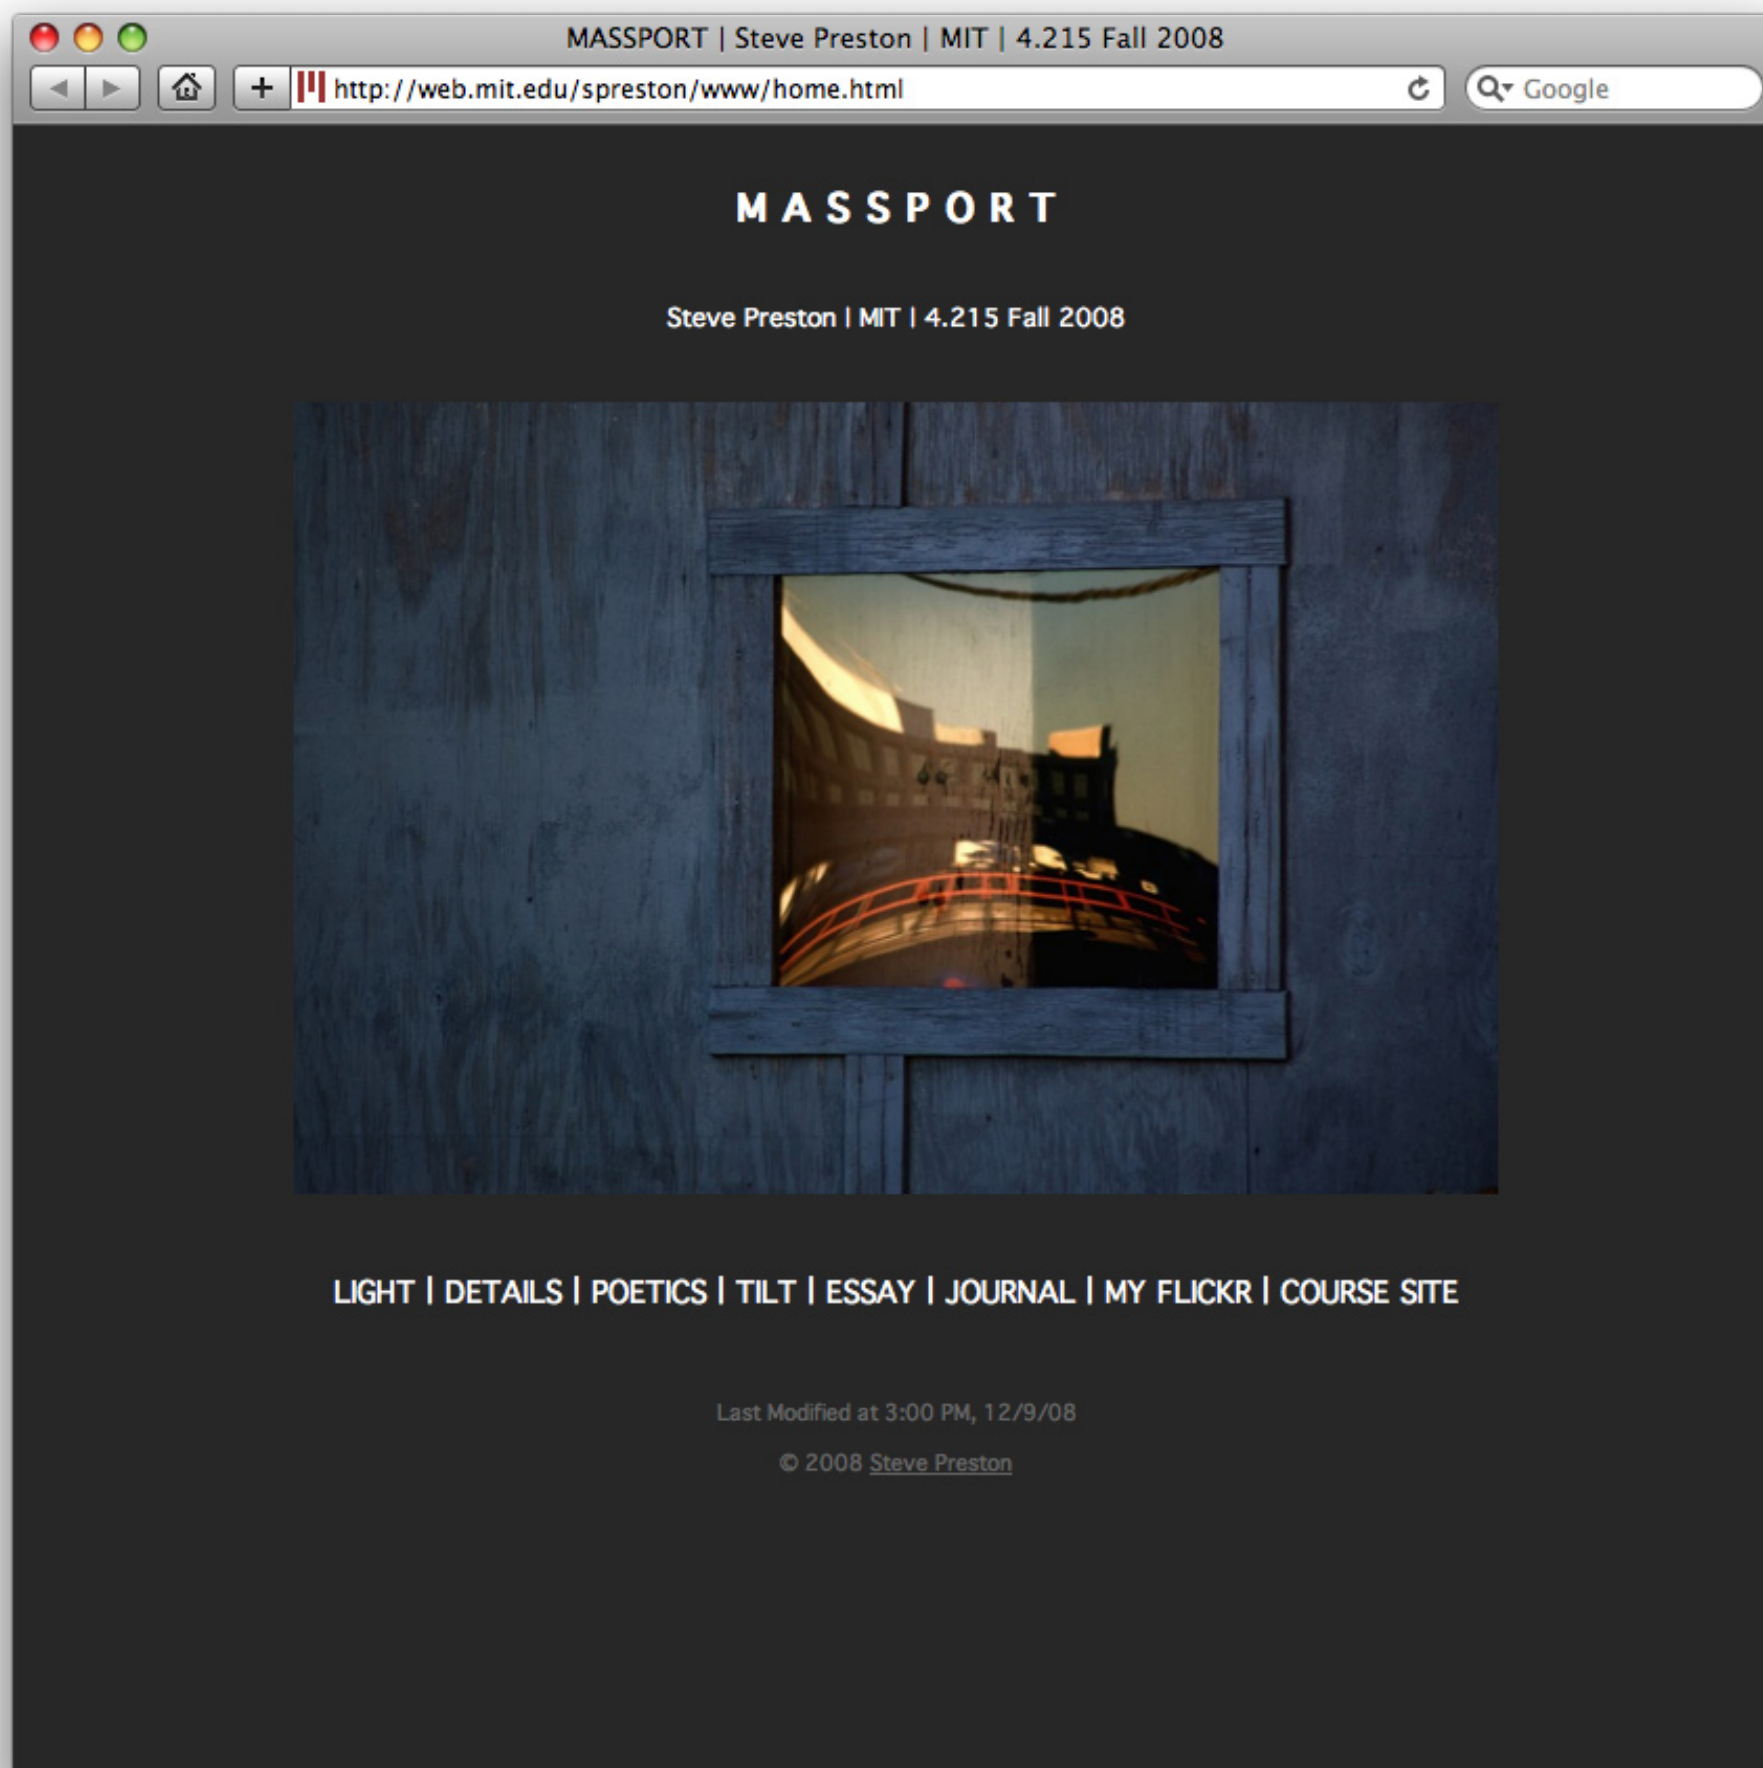 MASSPORT | Steve Preston | MIT | 4.215 Fall 2008
http://web.mit.edu/spreston/www/home.html
Google
MASSPORT
Steve Preston | MIT | 4.215 Fall 2008
LIGHT | DETAILS | POETICS | TILT | ESSAY | JOURNAL | MY FLICKR | COURSE SITE
Last Modified at 3:00 PM, 12/9/08
© 2008 Steve Preston